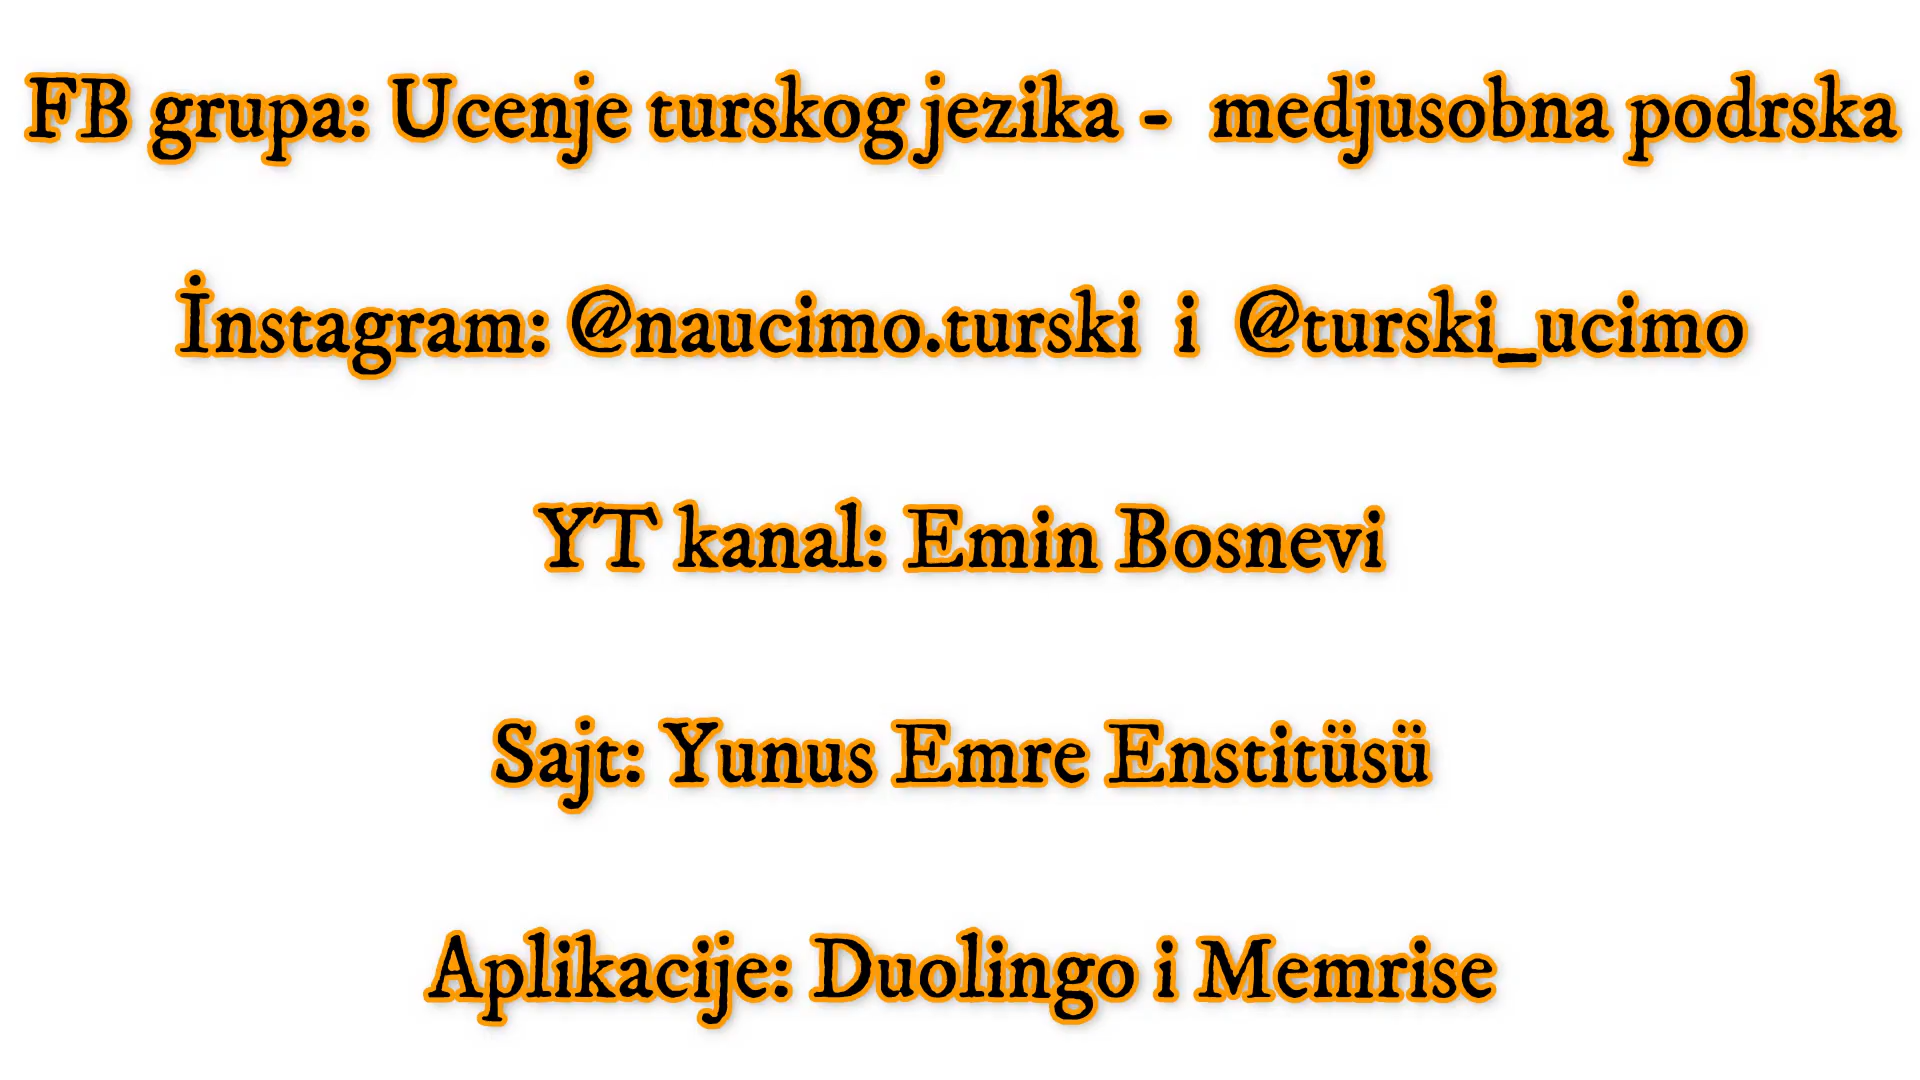 FB grupa: Ucenje turskog jezika - medjusobna podrska
İnstagram: @naucimo.turski i @turski_ucimo
YT kanal: Emin Bosnevi
Sajt: Yunus Emre Enstitüsü
Aplikacije: Duolingo i Memrise